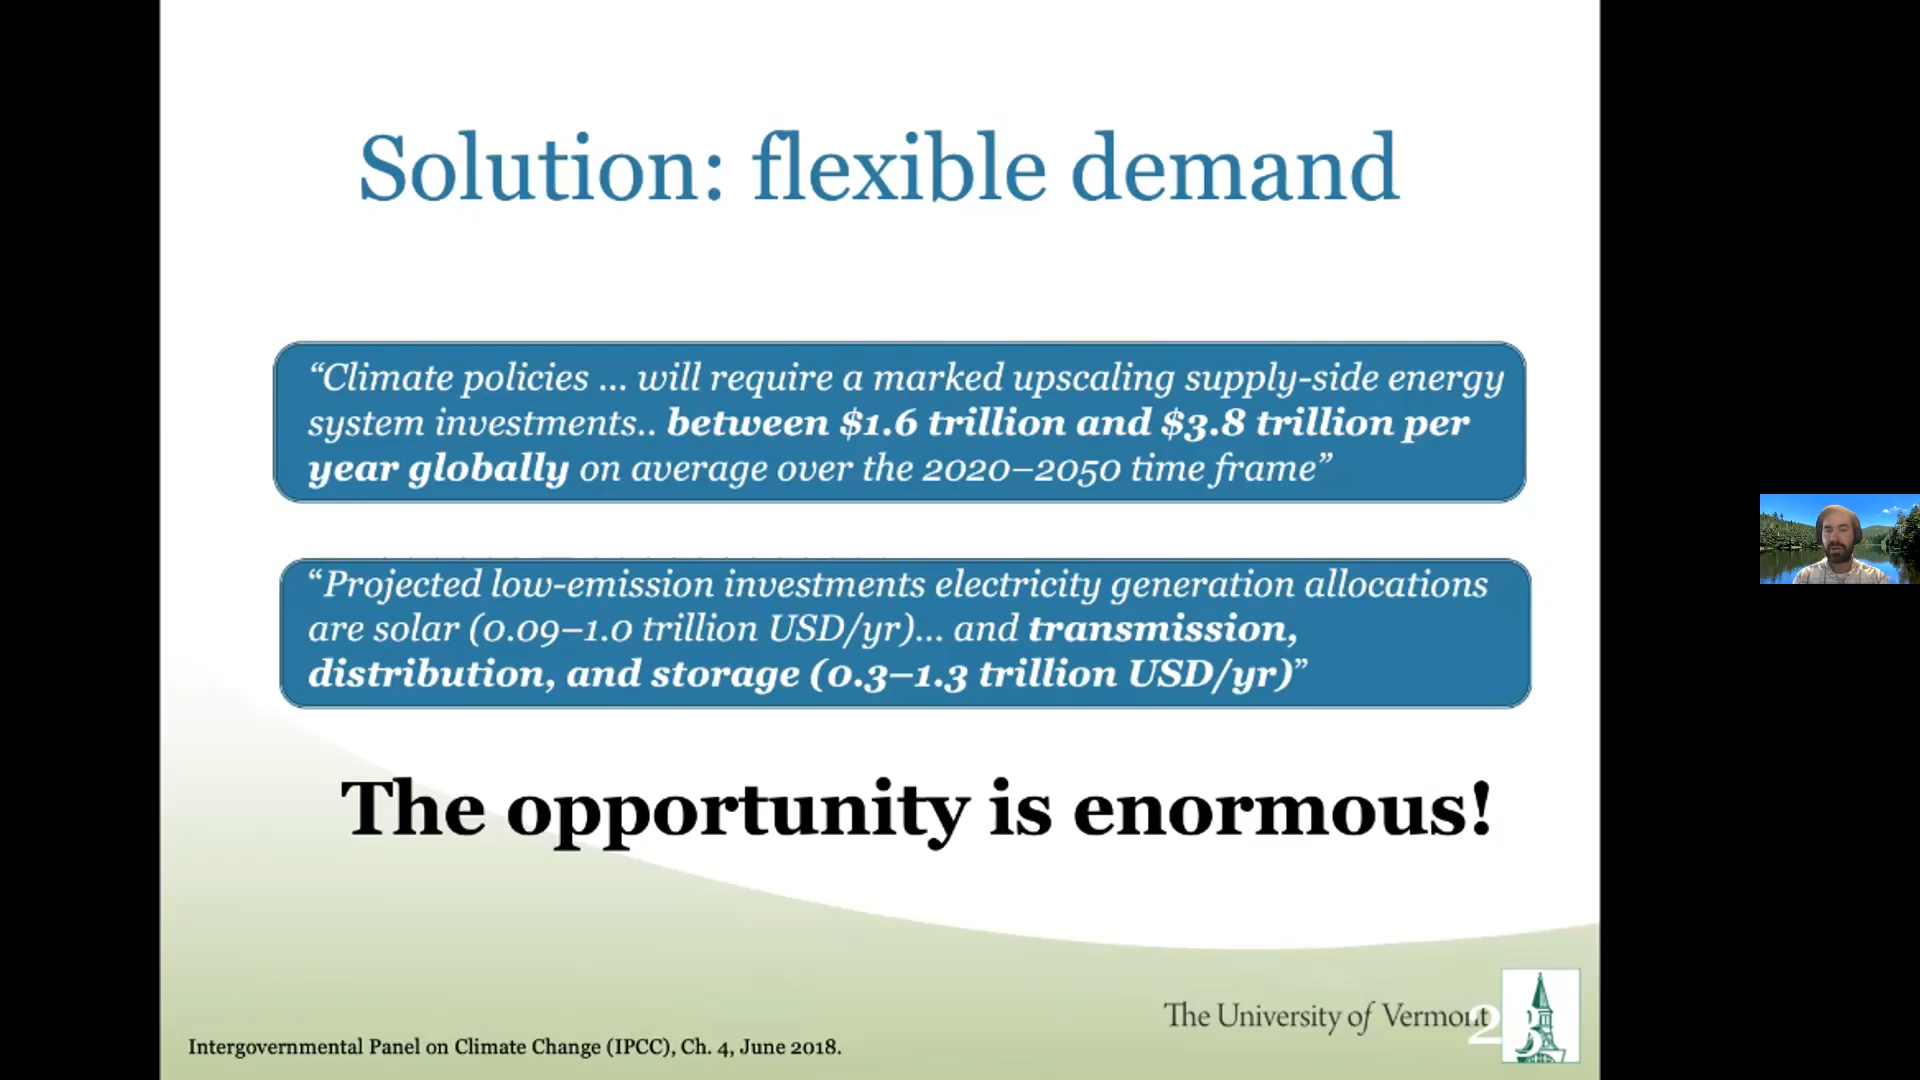 Solution: flexible demand
“Climate policies ... will require a marked upscaling supply-side energy
system investments.. between $1.6 trillion and $3.8 trillion per
year globally on average over the 2020–2050 time frame”
“Projected low-emission investments electricity generation allocations
are solar (0.09–1.0 trillion USD/yr)... and transmission,
distribution, and storage (0.3–1.3 trillion USD/yr)”
The opportunity is enormous!
The University of Vermont
Intergovernmental Panel on Climate Change (IPCC), Ch. 4, June 2018.